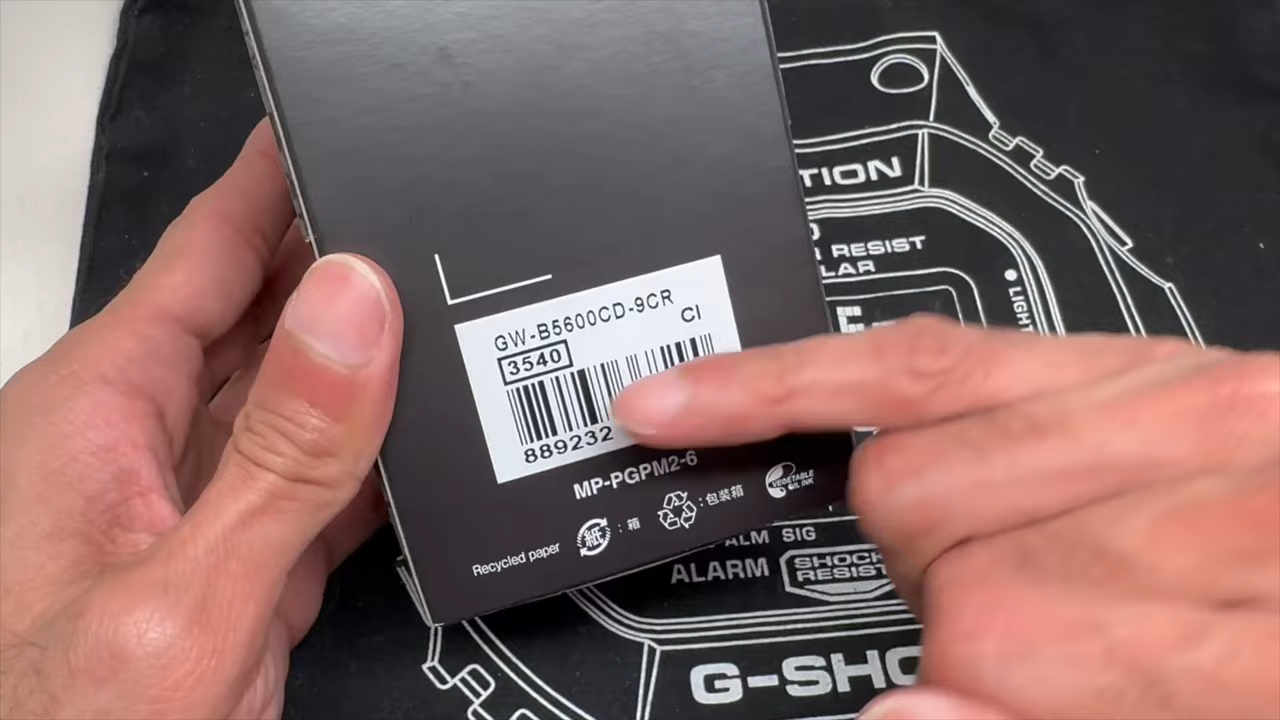 GW-B5600CD-9CR
CI
3540
889232
MP-PGPM2-6
Recycled paper
紙
:箱
:包装箱
VEGETABLE
OIL INK
TION
RESIST
LAR
LIGHT
ALM SIG
ALARM
SHOCK
RESIST
G-SHO